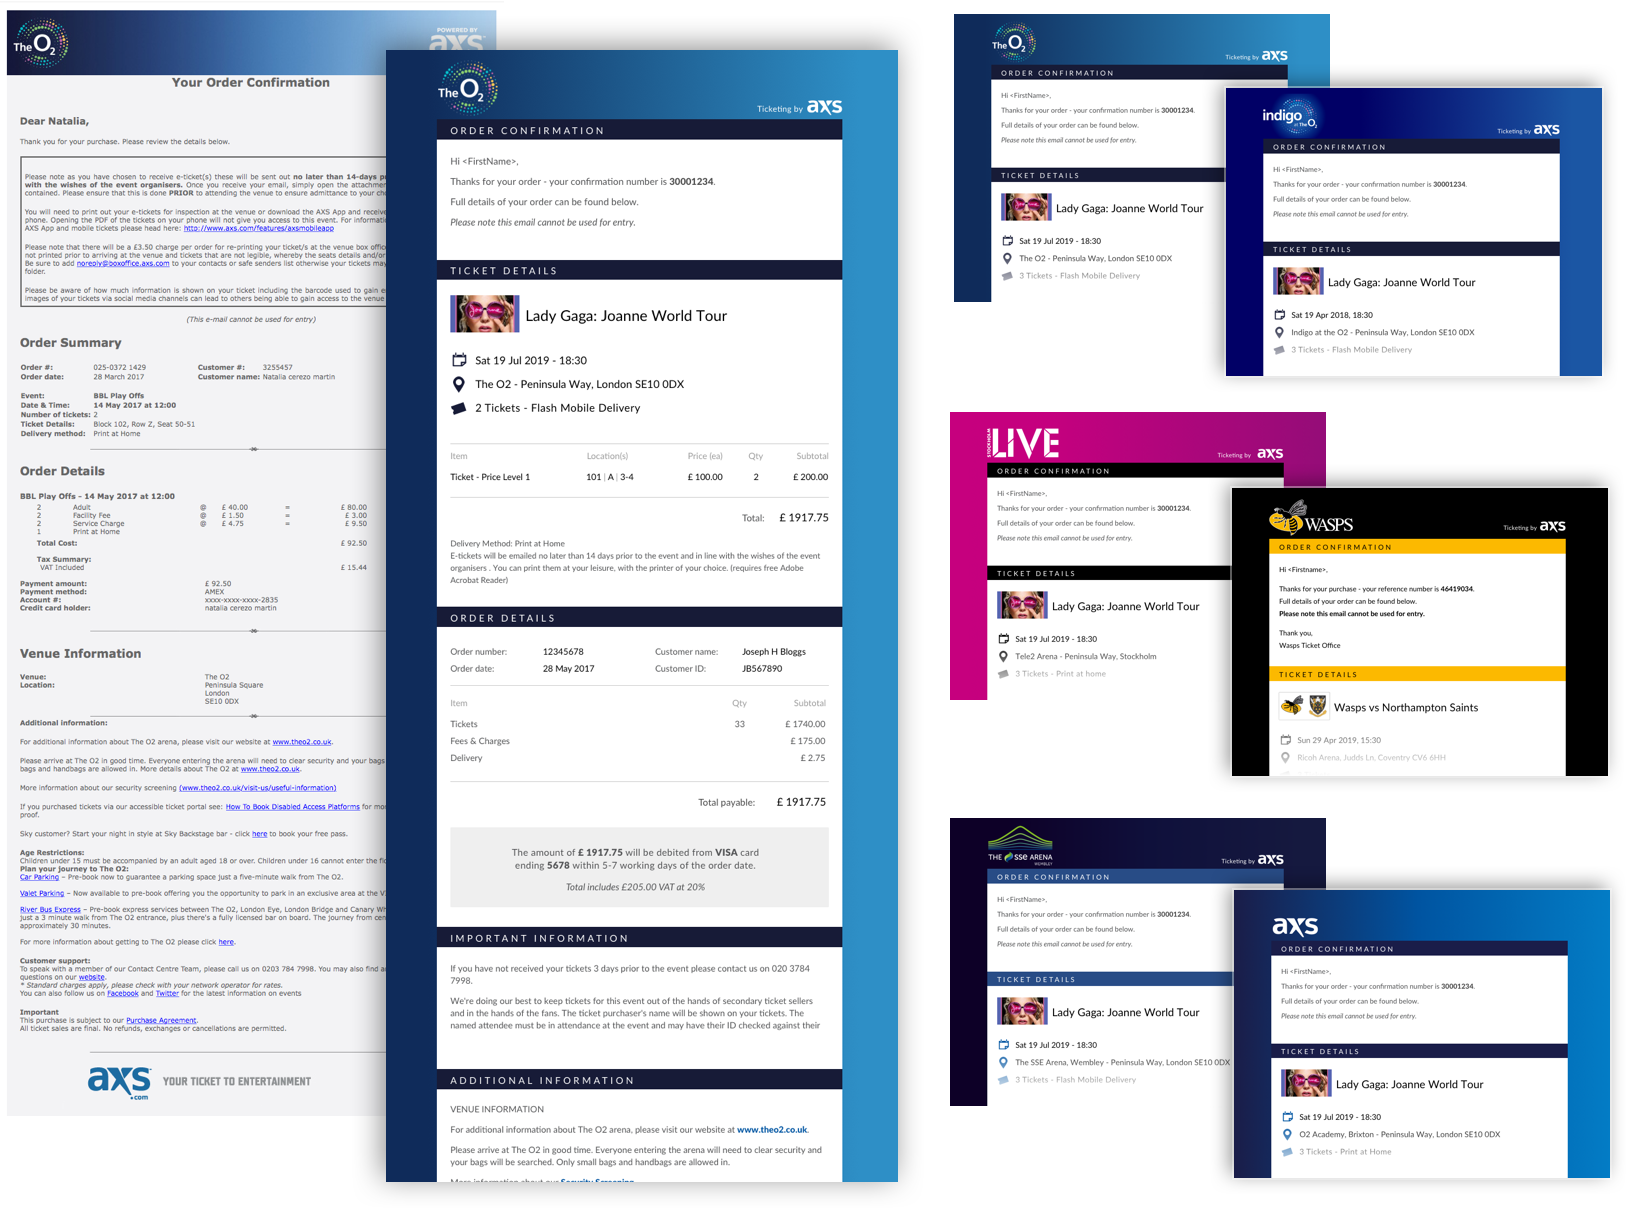 The O2
POWERED BY
axs
Your Order Confirmation
Dear Natalia,
Thank you for your purchase. Please review the details below.
Please note as you have chosen to receive e-ticket(s) these will be sent out no later than 14-days
with the wishes of the event organisers. Once you receive your email, simply open the attachment
contained. Please ensure that this is done PRIOR to attending the venue to ensure admittance to your
You will need to print out your e-tickets for inspection at the venue or download the AXS App and receive
phone. Opening the PDF of the tickets on your phone will not give you access to this event. For
AXS App and mobile tickets please head here: http://www.axs.com/features/axsmobileapp
Please note that there will be a £3.50 charge per order for re-printing your ticket/s at the venue box
not printed prior to arriving at the venue and tickets that are not legible, whereby the seats details and/or
Be sure to add noreply@boxoffice.axs.com to your contacts or safe senders list otherwise your tickets may
folder.
Please be aware of how much information is shown on your ticket including the barcode used to gain
images of your tickets via social media channels can lead to others being able to gain access to the venue
(This e-mail cannot be used for entry)
Order Summary
Order #: 025-0372 1429 Customer #: 3255457
Order date: 28 March 2017 Customer name: Natalia cerezo martin
Event: BBL Play Offs
Date & Time: 14 May 2017 at 12:00
Number of tickets: 2
Ticket Details: Block 102, Row Z, Seat 50-51
Delivery method: Print at Home
Order Details
BBL Play Offs - 14 May 2017 at 12:00
2 Adult @ £ 40.00 = £ 80.00
2 Facility Fee @ £ 1.50 = £ 3.00
2 Service Charge @ £ 4.75 = £ 9.50
1 Print at Home
Total Cost: £ 92.50
Tax Summary:
VAT Included £ 15.44
Payment amount: £ 92.50
Payment method: AMEX
Account #: xxxx-xxxx-xxxx-2835
Credit card holder: natalia cerezo martin
Venue Information
Venue: The O2
Location: Peninsula Square
London
SE10 0DX
Additional information:
For additional information about The O2 arena, please visit our website at www.theo2.co.uk.
Please arrive at The O2 in good time. Everyone entering the arena will need to clear security and your bags
bags and handbags are allowed in. More details about The O2 at www.theo2.co.uk.
More information about our security screening (www.theo2.co.uk/visit-us/useful-information)
If you purchased tickets via our accessible ticket portal see: How To Book Disabled Access Platforms for
proof.
Sky customer? Start your night in style at Sky Backstage bar - click here to book your free pass.
Age Restrictions:
Children under 15 must be accompanied by an adult aged 18 or over. Children under 16 cannot enter the
Plan your journey to The O2:
Car Parking – Pre-book now to guarantee a parking space just a five-minute walk from The O2.
Valet Parking – Now available to pre-book offering you the opportunity to park in an exclusive area at the
River Bus Express – Pre-book express services between The O2, London Eye, London Bridge and Canary
just a 3 minute walk from The O2 entrance, plus there's a fully licensed bar on board. The journey from
approximately 30 minutes.
For more information about getting to The O2 please click here.
Customer support:
To speak with a member of our Contact Centre Team, please call us on 0203 784 7998. You may also find
questions on our website.
* Standard charges apply, please check with your network operator for rates.
You can also follow us on Facebook and Twitter for the latest information on events
Important
This purchase is subject to our Purchase Agreement.
All ticket sales are final. No refunds, exchanges or cancellations are permitted.
axs .com YOUR TICKET TO ENTERTAINMENT
The O2
Ticketing by axs
ORDER CONFIRMATION
Hi <FirstName>,
Thanks for your order - your confirmation number is 30001234.
Full details of your order can be found below.
Please note this email cannot be used for entry.
TICKET DETAILS
Lady Gaga: Joanne World Tour
Sat 19 Jul 2019 - 18:30
The O2 - Peninsula Way, London SE10 0DX
2 Tickets - Flash Mobile Delivery
Item Location(s) Price (ea) Qty Subtotal
Ticket - Price Level 1 101 | A | 3-4 £ 100.00 2 £ 200.00
Total: £ 1917.75
Delivery Method: Print at Home
E-tickets will be emailed no later than 14 days prior to the event and in line with the wishes of the event
organisers . You can print them at your leisure, with the printer of your choice. (requires free Adobe
Acrobat Reader)
ORDER DETAILS
Order number: 12345678 Customer name: Joseph H Bloggs
Order date: 28 May 2017 Customer ID: JB567890
Item Qty Subtotal
Tickets 33 £ 1740.00
Fees & Charges £ 175.00
Delivery £ 2.75
Total payable: £ 1917.75
The amount of £ 1917.75 will be debited from VISA card
ending 5678 within 5-7 working days of the order date.
Total includes £205.00 VAT at 20%
IMPORTANT INFORMATION
If you have not received your tickets 3 days prior to the event please contact us on 020 3784
7998.
We're doing our best to keep tickets for this event out of the hands of secondary ticket sellers
and in the hands of the fans. The ticket purchaser's name will be shown on your tickets. The
named attendee must be in attendance at the event and may have their ID checked against their
ADDITIONAL INFORMATION
VENUE INFORMATION
For additional information about The O2 arena, please visit our website at www.theo2.co.uk.
Please arrive at The O2 in good time. Everyone entering the arena will need to clear security and
your bags will be searched. Only small bags and handbags are allowed in.
More information about our Security Screening
The O2
Ticketing by axs
ORDER CONFIRMATION
Hi <FirstName>,
Thanks for your order - your confirmation number is 30001234.
Full details of your order can be found below.
Please note this email cannot be used for entry.
TICKET DETAILS
Lady Gaga: Joanne World Tour
Sat 19 Jul 2019 - 18:30
The O2 - Peninsula Way, London SE10 0DX
3 Tickets - Flash Mobile Delivery
indigo at The O2
Ticketing by axs
ORDER CONFIRMATION
Hi <FirstName>,
Thanks for your order - your confirmation number is 30001234.
Full details of your order can be found below.
Please note this email cannot be used for entry.
TICKET DETAILS
Lady Gaga: Joanne World Tour
Sat 19 Apr 2018, 18:30
Indigo at the O2 - Peninsula Way, London SE10 0DX
3 Tickets - Flash Mobile Delivery
STOCKHOLM LIVE
Ticketing by axs
ORDER CONFIRMATION
Hi <FirstName>,
Thanks for your order - your confirmation number is 30001234.
Full details of your order can be found below.
Please note this email cannot be used for entry.
TICKET DETAILS
Lady Gaga: Joanne World Tour
Sat 19 Jul 2019 - 18:30
Tele2 Arena - Peninsula Way, Stockholm
3 Tickets - Print at home
WASPS
Ticketing by axs
ORDER CONFIRMATION
Hi <Firstname>,
Thanks for your purchase - your reference number is 46419034.
Full details of your order can be found below.
Please note this email cannot be used for entry.
Thank you,
Wasps Ticket Office
TICKET DETAILS
Wasps vs Northampton Saints
Sun 29 Apr 2019, 15:30
Ricoh Arena, Judds Ln, Coventry CV6 6HH
THE sse ARENA
WEMBLEY
Ticketing by axs
ORDER CONFIRMATION
Hi <FirstName>,
Thanks for your order - your confirmation number is 30001234.
Full details of your order can be found below.
Please note this email cannot be used for entry.
TICKET DETAILS
Lady Gaga: Joanne World Tour
Sat 19 Jul 2019 - 18:30
The SSE Arena, Wembley - Peninsula Way, London SE10 0DX
3 Tickets - Flash Mobile Delivery
axs
ORDER CONFIRMATION
Hi <FirstName>,
Thanks for your order - your confirmation number is 30001234.
Full details of your order can be found below.
Please note this email cannot be used for entry.
TICKET DETAILS
Lady Gaga: Joanne World Tour
Sat 19 Jul 2019 - 18:30
O2 Academy, Brixton - Peninsula Way, London SE10 0DX
3 Tickets - Print at Home